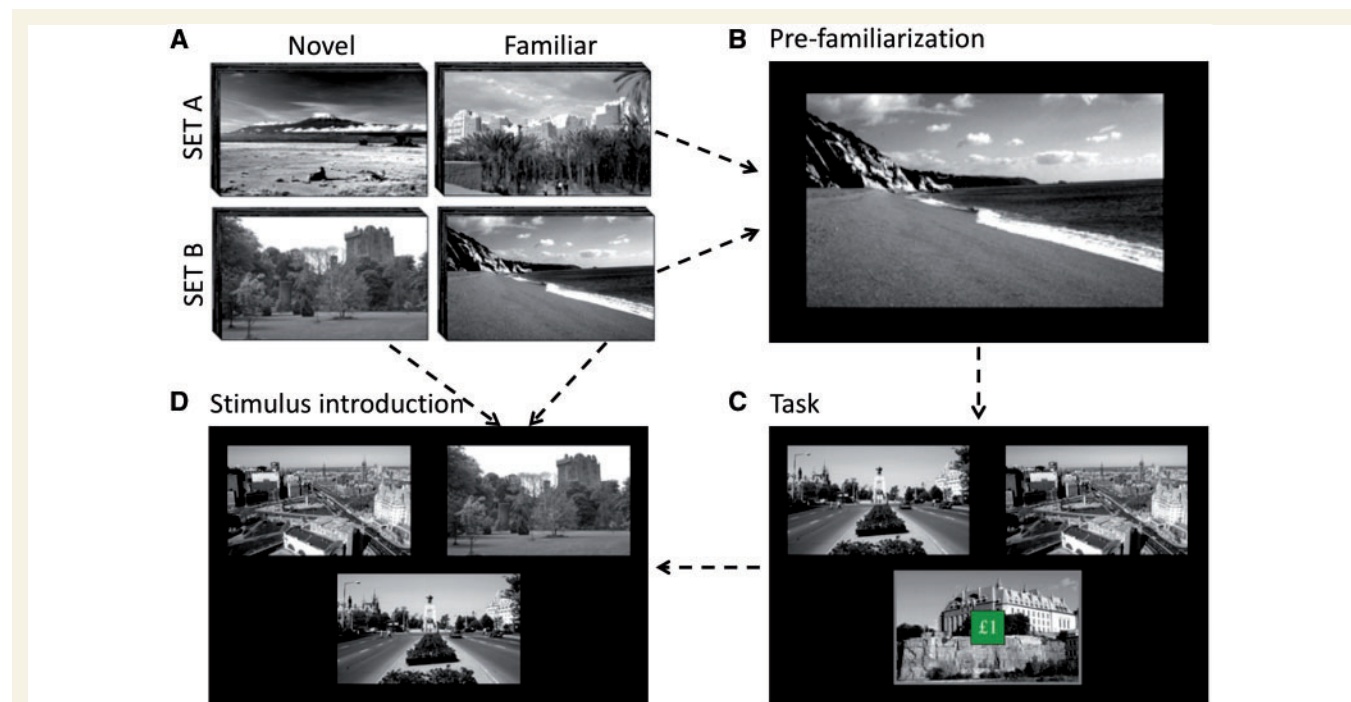 A
Novel
Familiar
SET A
SET B
B Pre-familiarization
D Stimulus introduction
C Task
£1